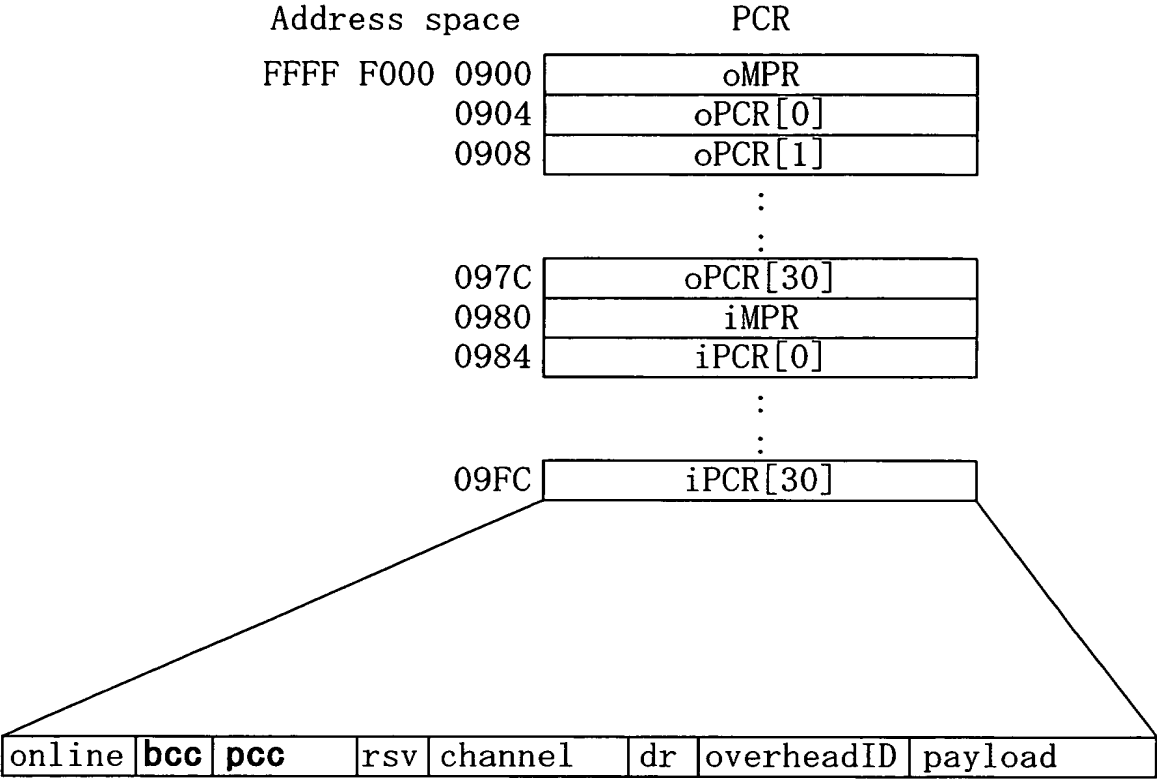 Address space PCR
FFFF F000 0900 oMPR
0904 oPCR[0]
0908 oPCR[1]
:
:
097C oPCR[30]
0980 iMPR
0984 iPCR[0]
:
:
09FC iPCR[30]
online bcc pcc rsv channel dr overheadID payload